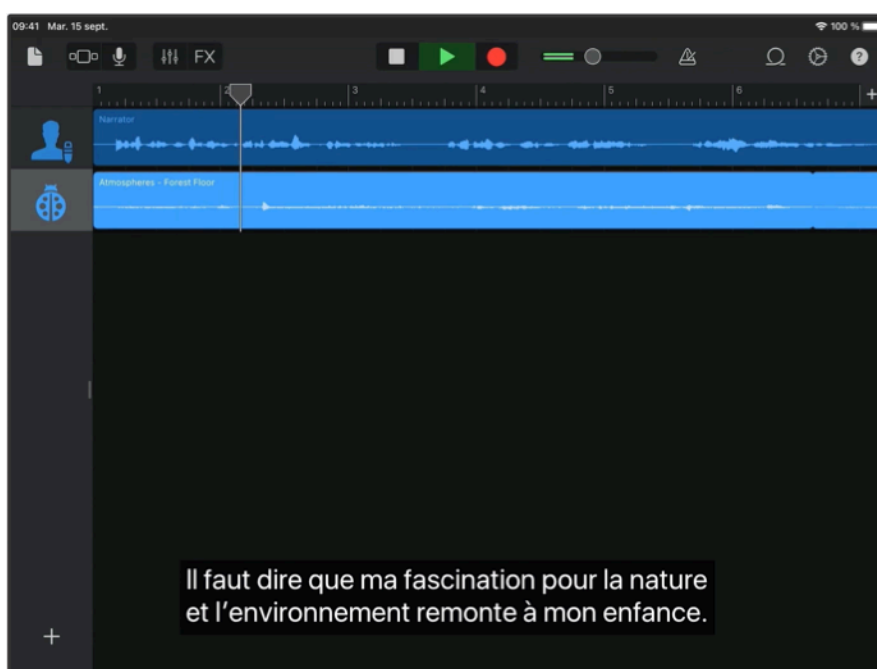 09:41 Mar. 15 sept.
100 %
FX
1 2 3 4 5 6
Narrator
Atmospheres - Forest Floor
Il faut dire que ma fascination pour la nature
et l'environnement remonte à mon enfance.